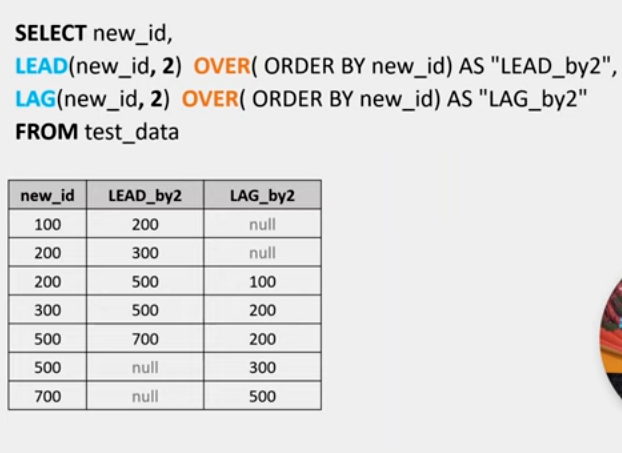 SELECT new_id,
LEAD(new_id, 2) OVER( ORDER BY new_id) AS "LEAD_by2",
LAG(new_id, 2) OVER( ORDER BY new_id) AS "LAG_by2"
FROM test_data
new_id LEAD_by2 LAG_by2
100 200 null
200 300 null
200 500 100
300 500 200
500 700 200
500 null 300
700 null 500